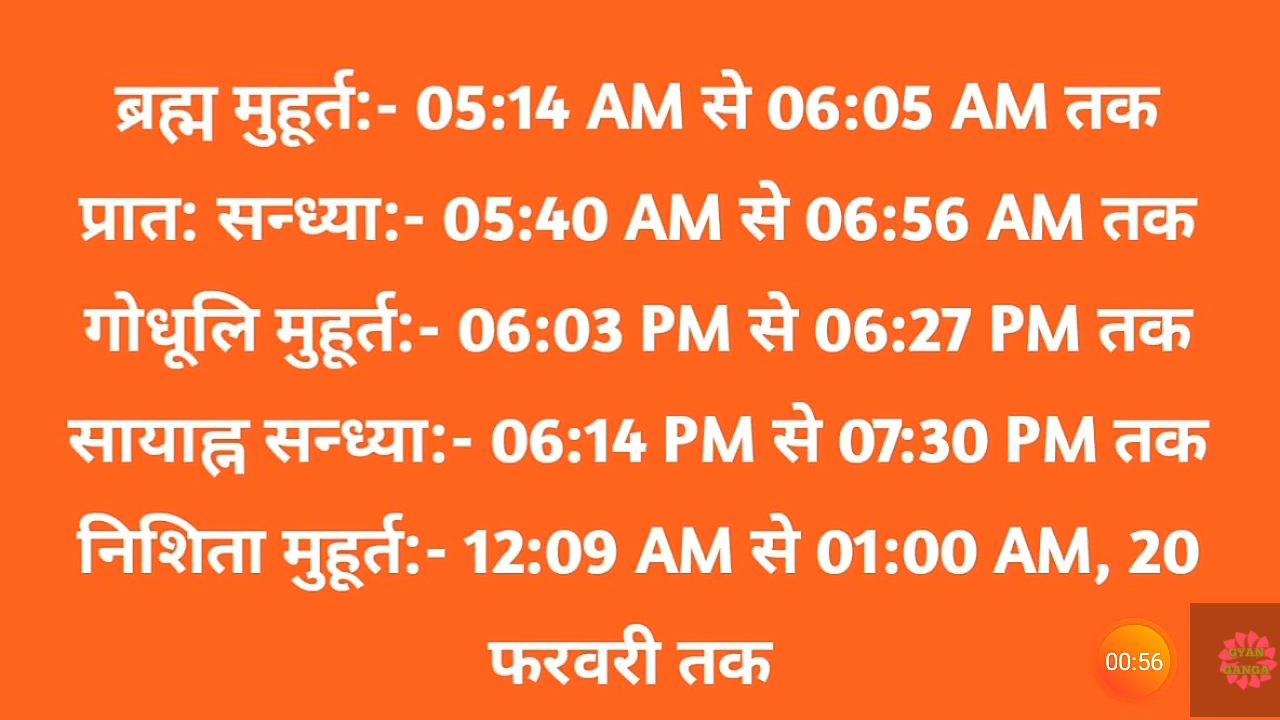 ब्रह्म मुहूर्त:- 05:14 AM से 06:05 AM तक
प्रात: सन्ध्या:- 05:40 AM से 06:56 AM तक
गोधूलि मुहूर्त:- 06:03 PM से 06:27 PM तक
सायाह्न सन्ध्या:- 06:14 PM से 07:30 PM तक
निशिता मुहूर्त:- 12:09 AM से 01:00 AM, 20
फरवरी तक
00:56
GYAN
GANGA